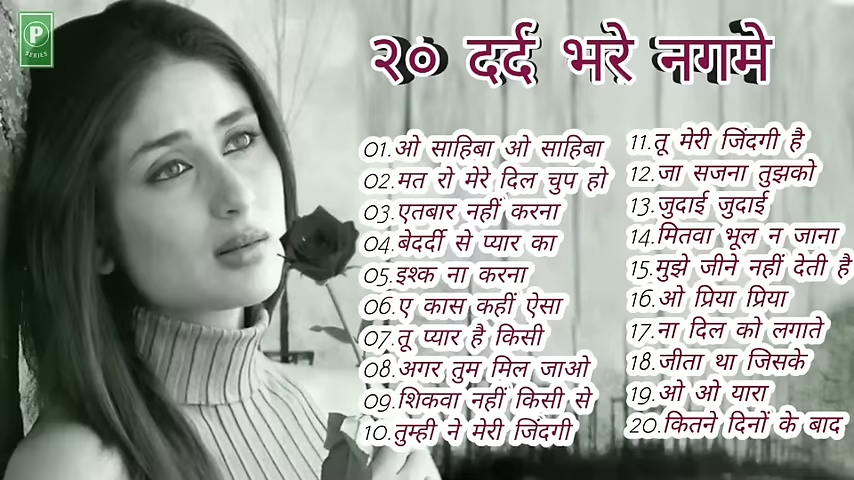 P
SERIES
२० दर्द भरे नगमे
01.ओ साहिबा ओ साहिबा
02.मत रो मेरे दिल चुप हो
03.एतबार नहीं करना
04.बेदर्दी से प्यार का
05.इश्क ना करना
06.ए कास कहीं ऐसा
07.तू प्यार है किसी
08.अगर तुम मिल जाओ
09.शिकवा नहीं किसी से
10.तुम्ही ने मेरी जिंदगी
11.तू मेरी जिंदगी है
12.जा सजना तुझको
13.जुदाई जुदाई
14.मितवा भूल न जाना
15.मुझे जीने नहीं देती है
16.ओ प्रिया प्रिया
17.ना दिल को लगाते
18.जीता था जिसके
19.ओ ओ यारा
20.कितने दिनों के बाद